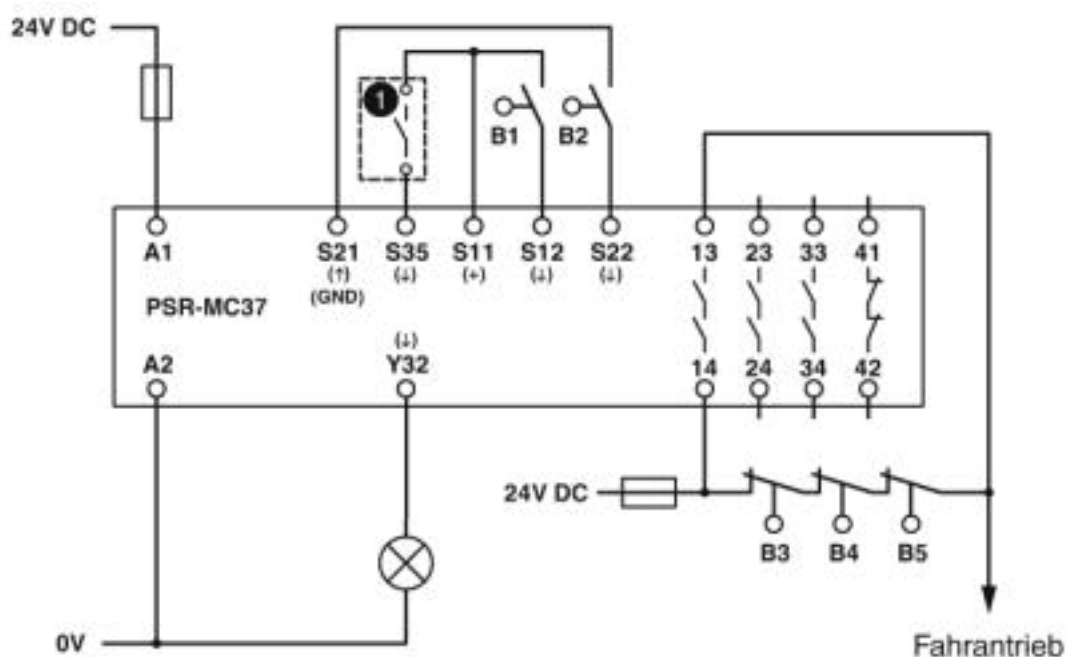 24V DC
1
B1 B2
A1 S21 S35 S11 S12 S22 13 23 33 41
(↑) (↓) (+) (↓) (↓)
(GND)
PSR-MC37
(↓)
A2 Y32 14 24 34 42
24V DC
B3 B4 B5
0V
Fahrantrieb